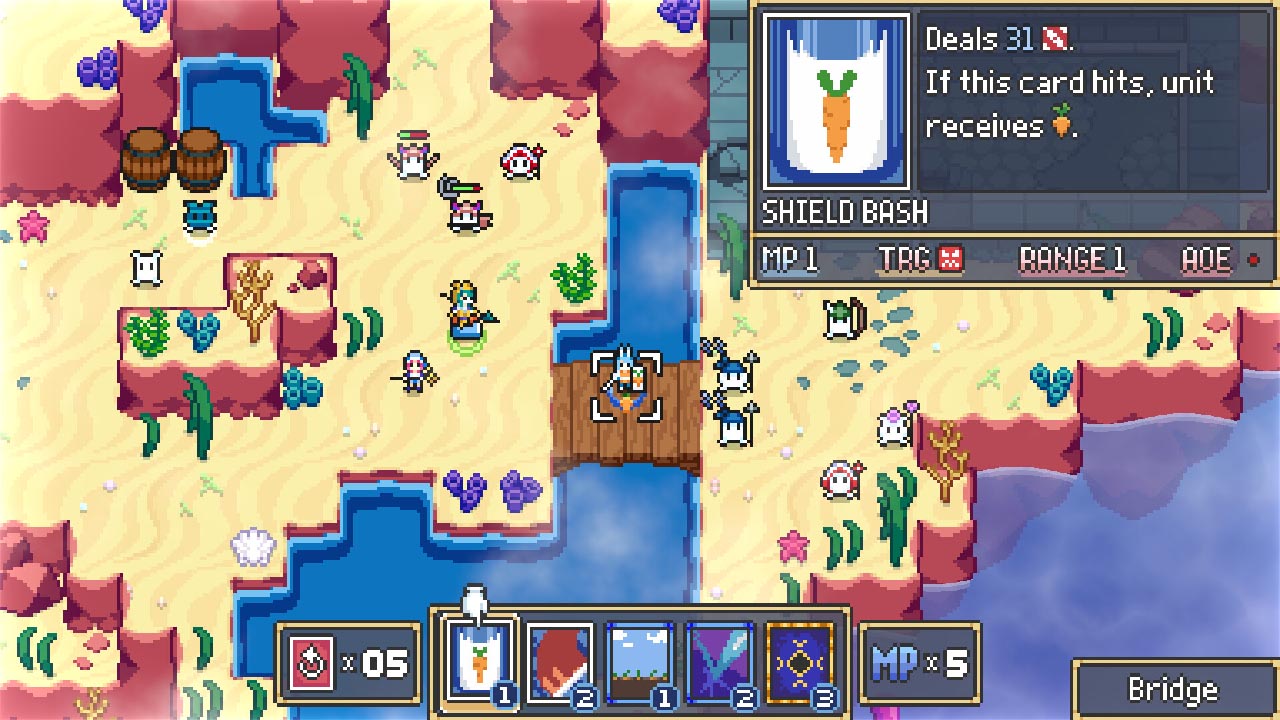 Deals 31 .
If this card hits, unit
receives .
SHIELD BASH
MP 1 TRG RANGE 1 AOE
x 05
1
2
1
2
3
MP x 5
Bridge